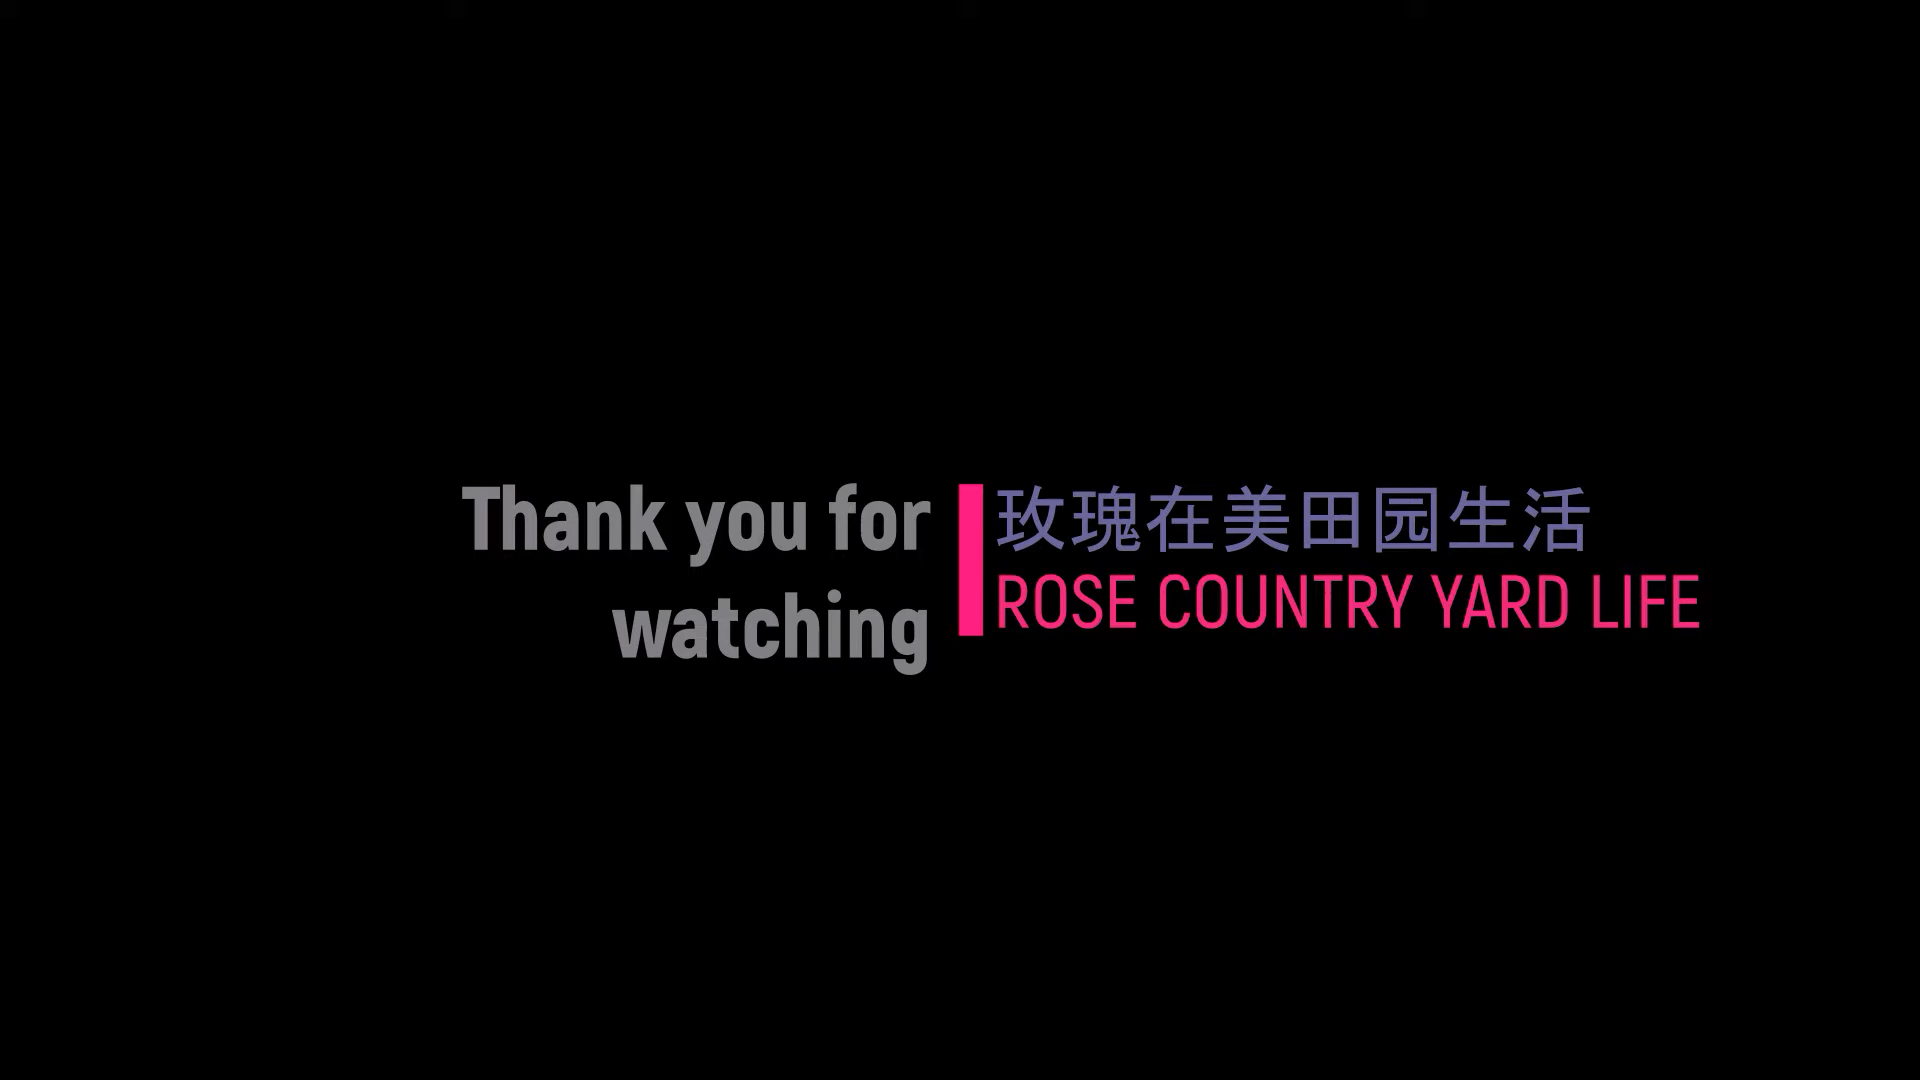 Thank you for
watching
玫瑰在美田园生活
ROSE COUNTRY YARD LIFE